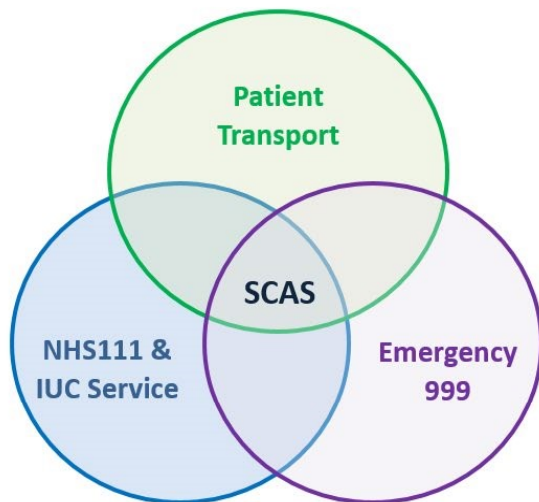 Patient
Transport
SCAS
NHS111 &
IUC Service
Emergency
999